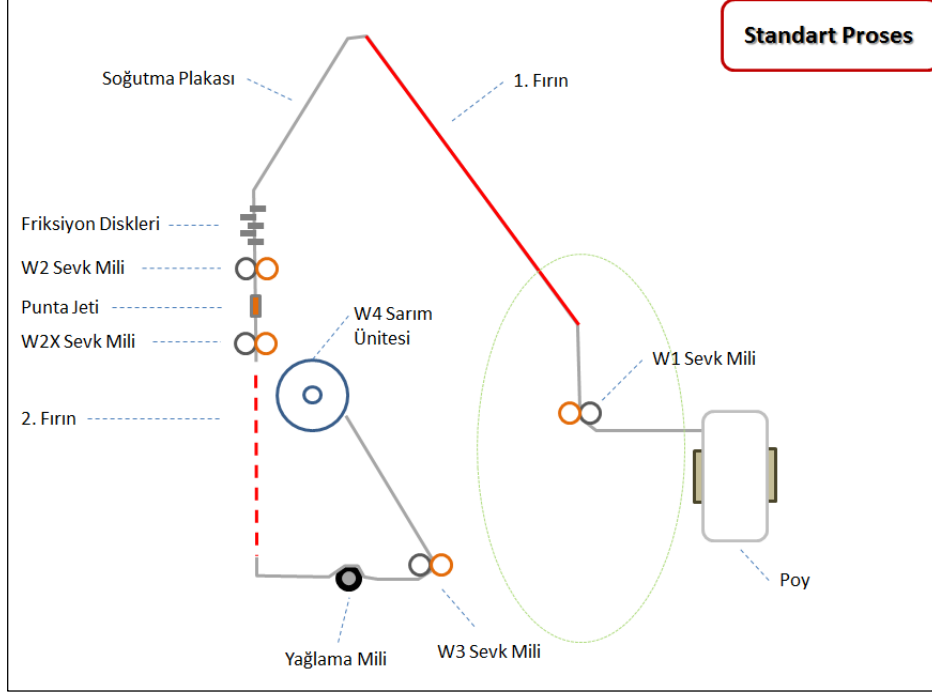 Standart Proses
Soğutma Plakası
1. Fırın
Friksiyon Diskleri
W2 Sevk Mili
Punta Jeti
W2X Sevk Mili
W4 Sarım
Ünitesi
W1 Sevk Mili
2. Fırın
Poy
Yağlama Mili
W3 Sevk Mili